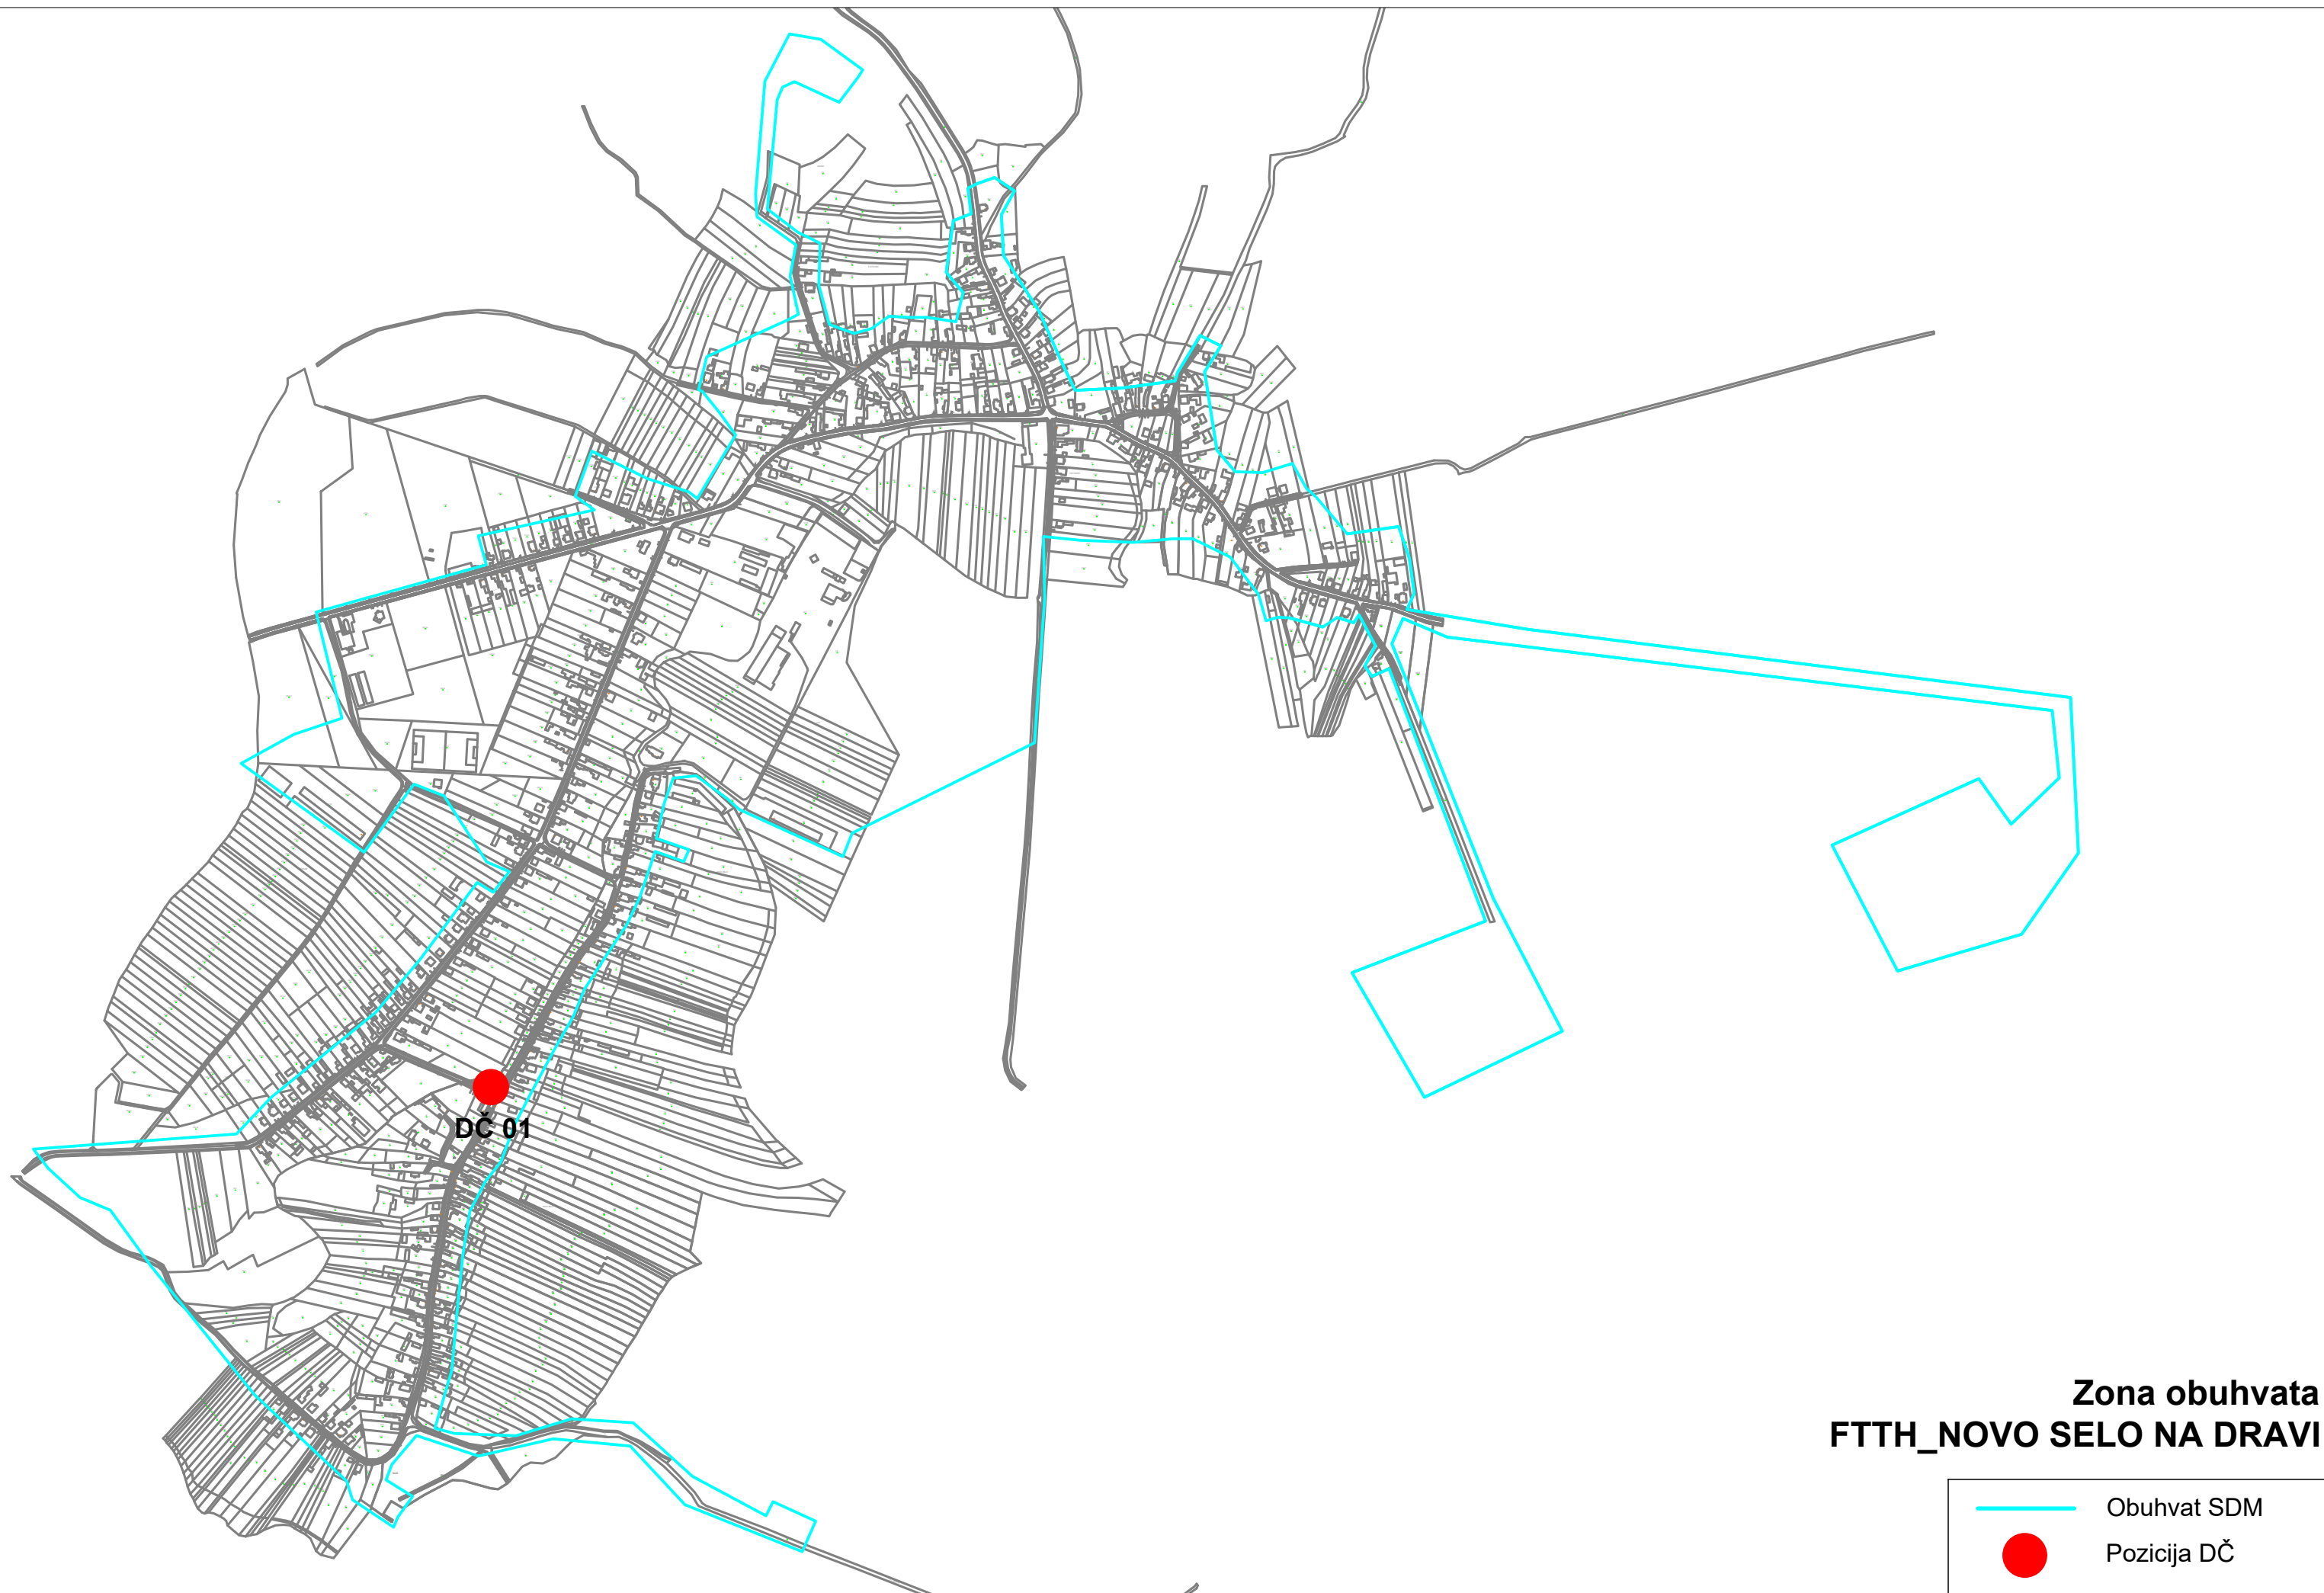 DČ 01
Zona obuhvata
FTTH_NOVO SELO NA DRAVI
Obuhvat SDM
Pozicija DČ